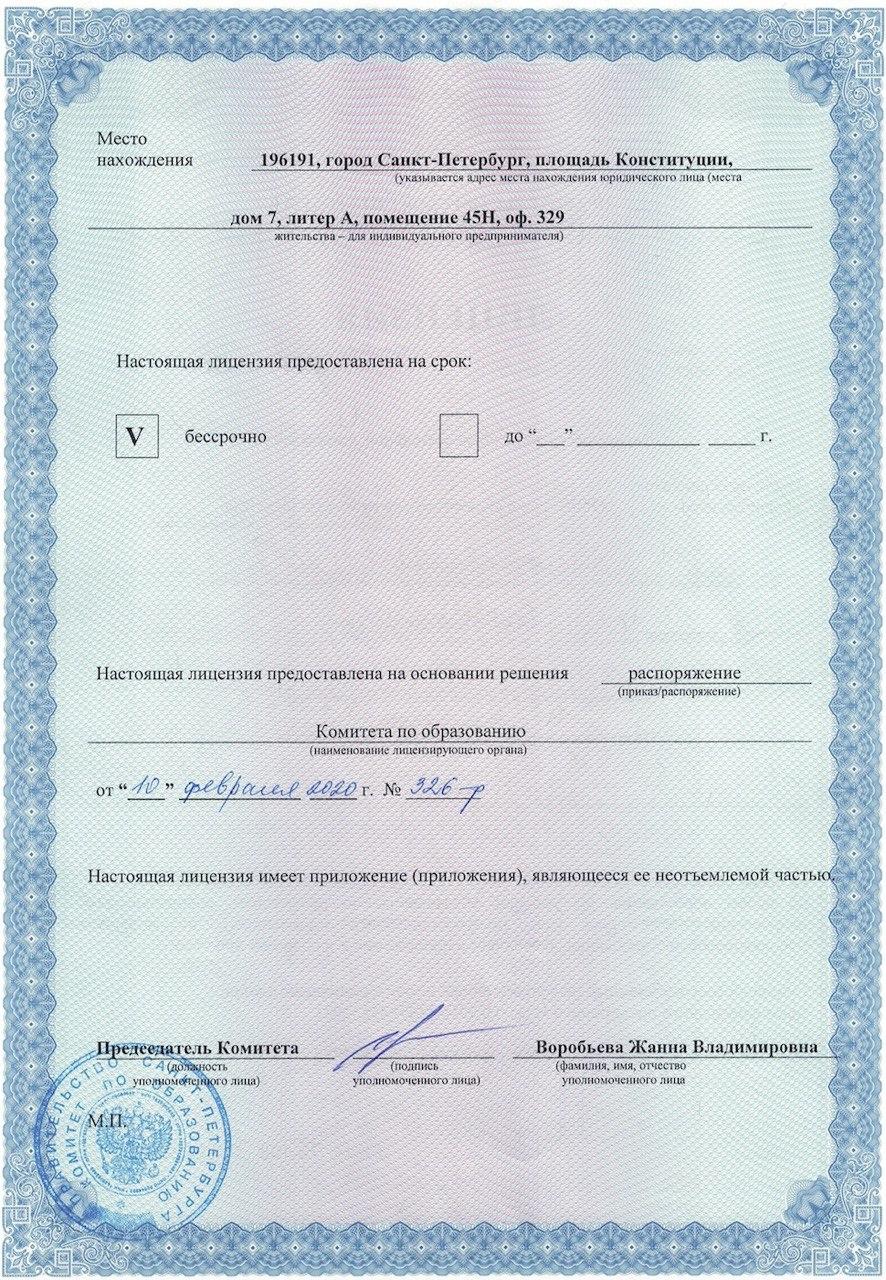 Место
нахождения
196191, город Санкт-Петербург, площадь Конституции,
(указывается адрес места нахождения юридического лица (места
дом 7, литер А, помещение 45Н, оф. 329
жительства – для индивидуального предпринимателя)
Настоящая лицензия предоставлена на срок:
V бессрочно до “___” ______ ____ г.
Настоящая лицензия предоставлена на основании решения распоряжение
(приказ/распоряжение)
Комитета по образованию
(наименование лицензирующего органа)
от “10” февраля 2020 г. № 326-р
Настоящая лицензия имеет приложение (приложения), являющееся ее неотъемлемой частью.
Председатель Комитета Воробьева Жанна Владимировна
(должность (подпись (фамилия, имя, отчество
уполномоченного лица) уполномоченного лица) уполномоченного лица
М.П.
ПРАВИТЕЛЬСТВО САНКТ-ПЕТЕРБУРГА
КОМИТЕТ ПО ОБРАЗОВАНИЮ